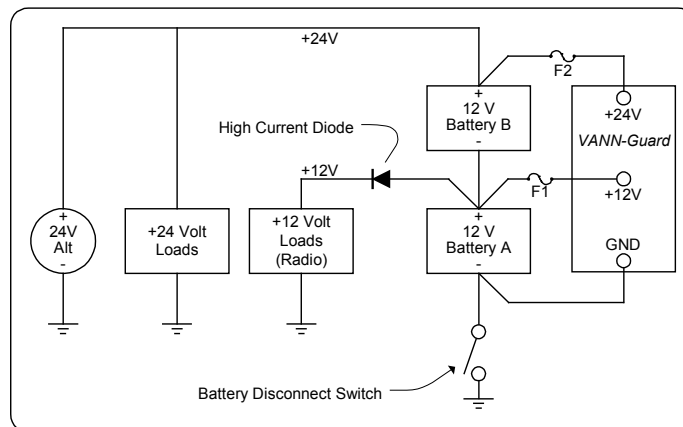 +24V
F2
+
12 V
Battery B
-
+24V
VANN-Guard
High Current Diode
+12V
F1
+12V
+
24V
Alt
-
+24 Volt
Loads
+12 Volt
Loads
(Radio)
+
12 V
Battery A
-
GND
Battery Disconnect Switch